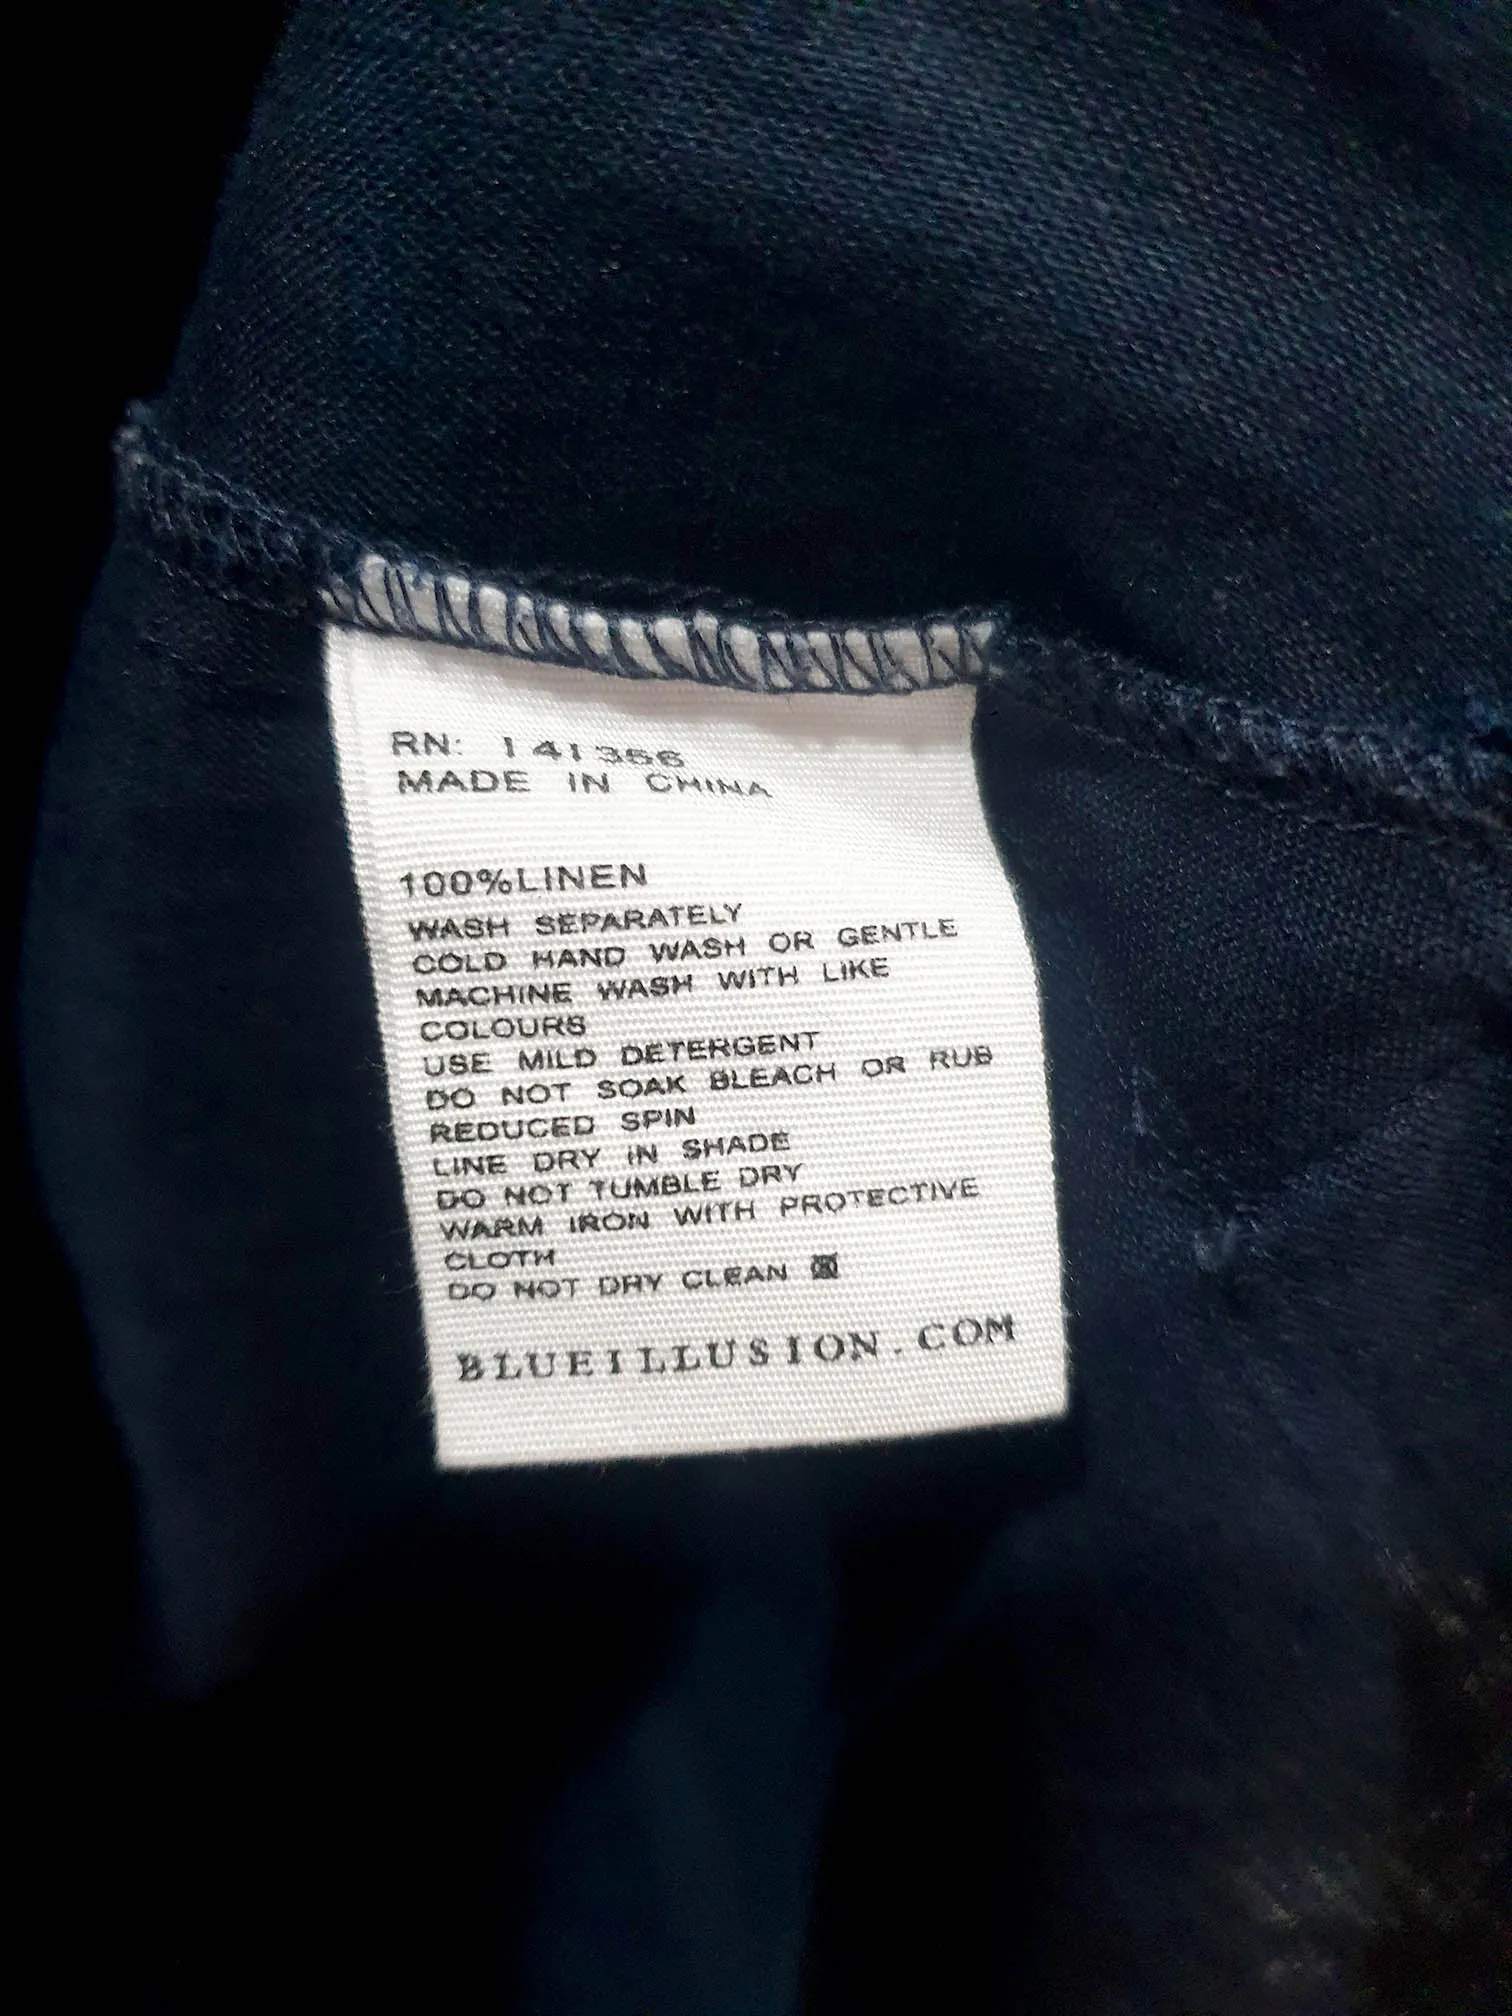 RN: 141356
MADE IN CHINA
100%LINEN
WASH SEPARATELY
COLD HAND WASH OR GENTLE
MACHINE WASH WITH LIKE
COLOURS
USE MILD DETERGENT
DO NOT SOAK BLEACH OR RUB
REDUCED SPIN
LINE DRY IN SHADE
DO NOT TUMBLE DRY
WARM IRON WITH PROTECTIVE
CLOTH
DO NOT DRY CLEAN
BLUEILLUSION.COM